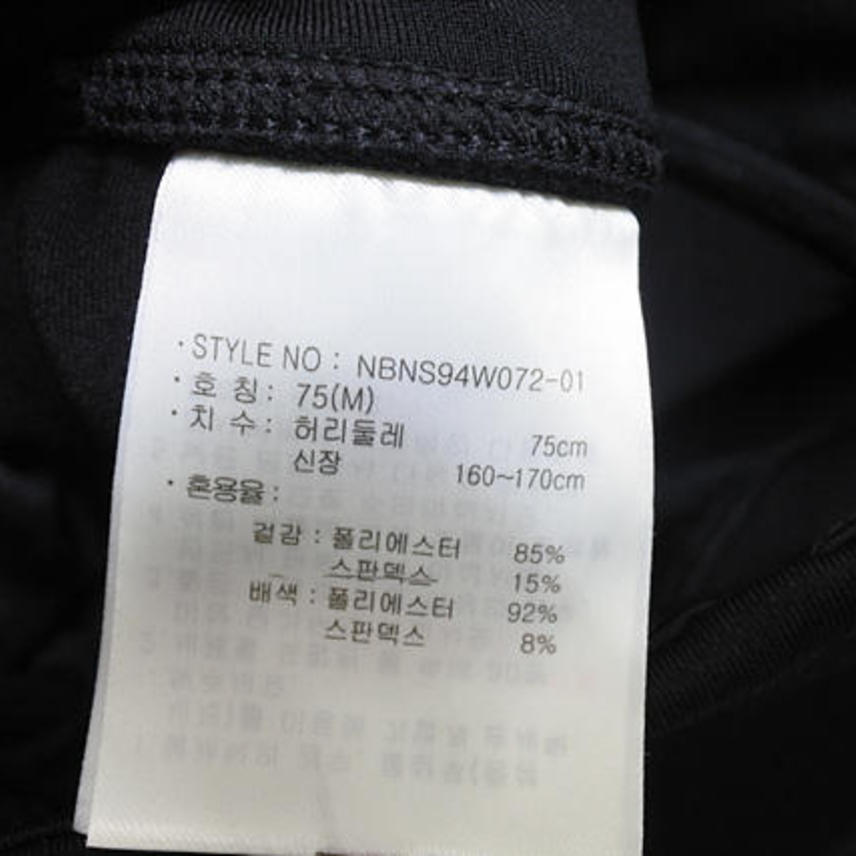 · STYLE NO : NBNS94W072-01
· 호 칭 : 75(M)
· 치 수 : 허리둘레 75cm
신장 160~170cm
· 혼용율 :
겉감 : 폴리에스터 85%
스판덱스 15%
배색 : 폴리에스터 92%
스판덱스 8%